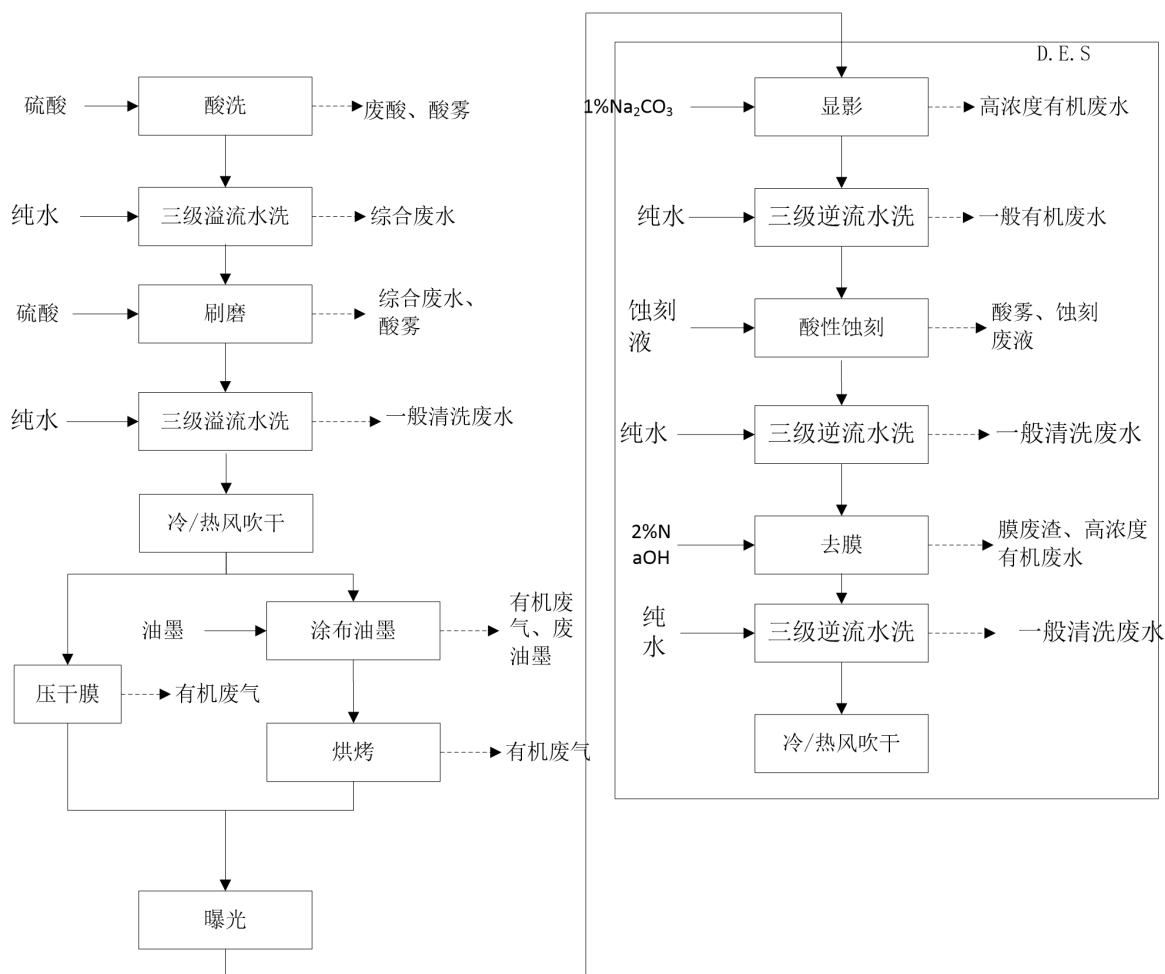 硫酸
酸洗
废酸、酸雾
纯水
三级溢流水洗
综合废水
硫酸
刷磨
综合废水、
酸雾
纯水
三级溢流水洗
一般清洗废水
冷/热风吹干
油墨
涂布油墨
有机废
气、废
油墨
压干膜
有机废气
烘烤
有机废气
曝光
D.E.S
1%Na₂CO₃
显影
高浓度有机废水
纯水
三级逆流水洗
一般有机废水
蚀刻
液
酸性蚀刻
酸雾、蚀刻
废液
纯水
三级逆流水洗
一般清洗废水
2%N
aOH
去膜
膜废渣、高浓度
有机废水
纯
水
三级逆流水洗
一般清洗废水
冷/热风吹干